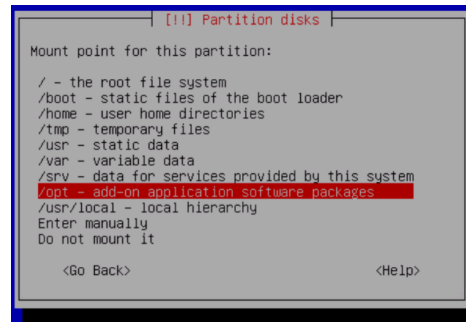 [!!] Partition disks
Mount point for this partition:
/ – the root file system
/boot – static files of the boot loader
/home – user home directories
/tmp – temporary files
/usr – static data
/var – variable data
/srv – data for services provided by this system
/opt – add-on application software packages
/usr/local – local hierarchy
Enter manually
Do not mount it
<Go Back> <Help>